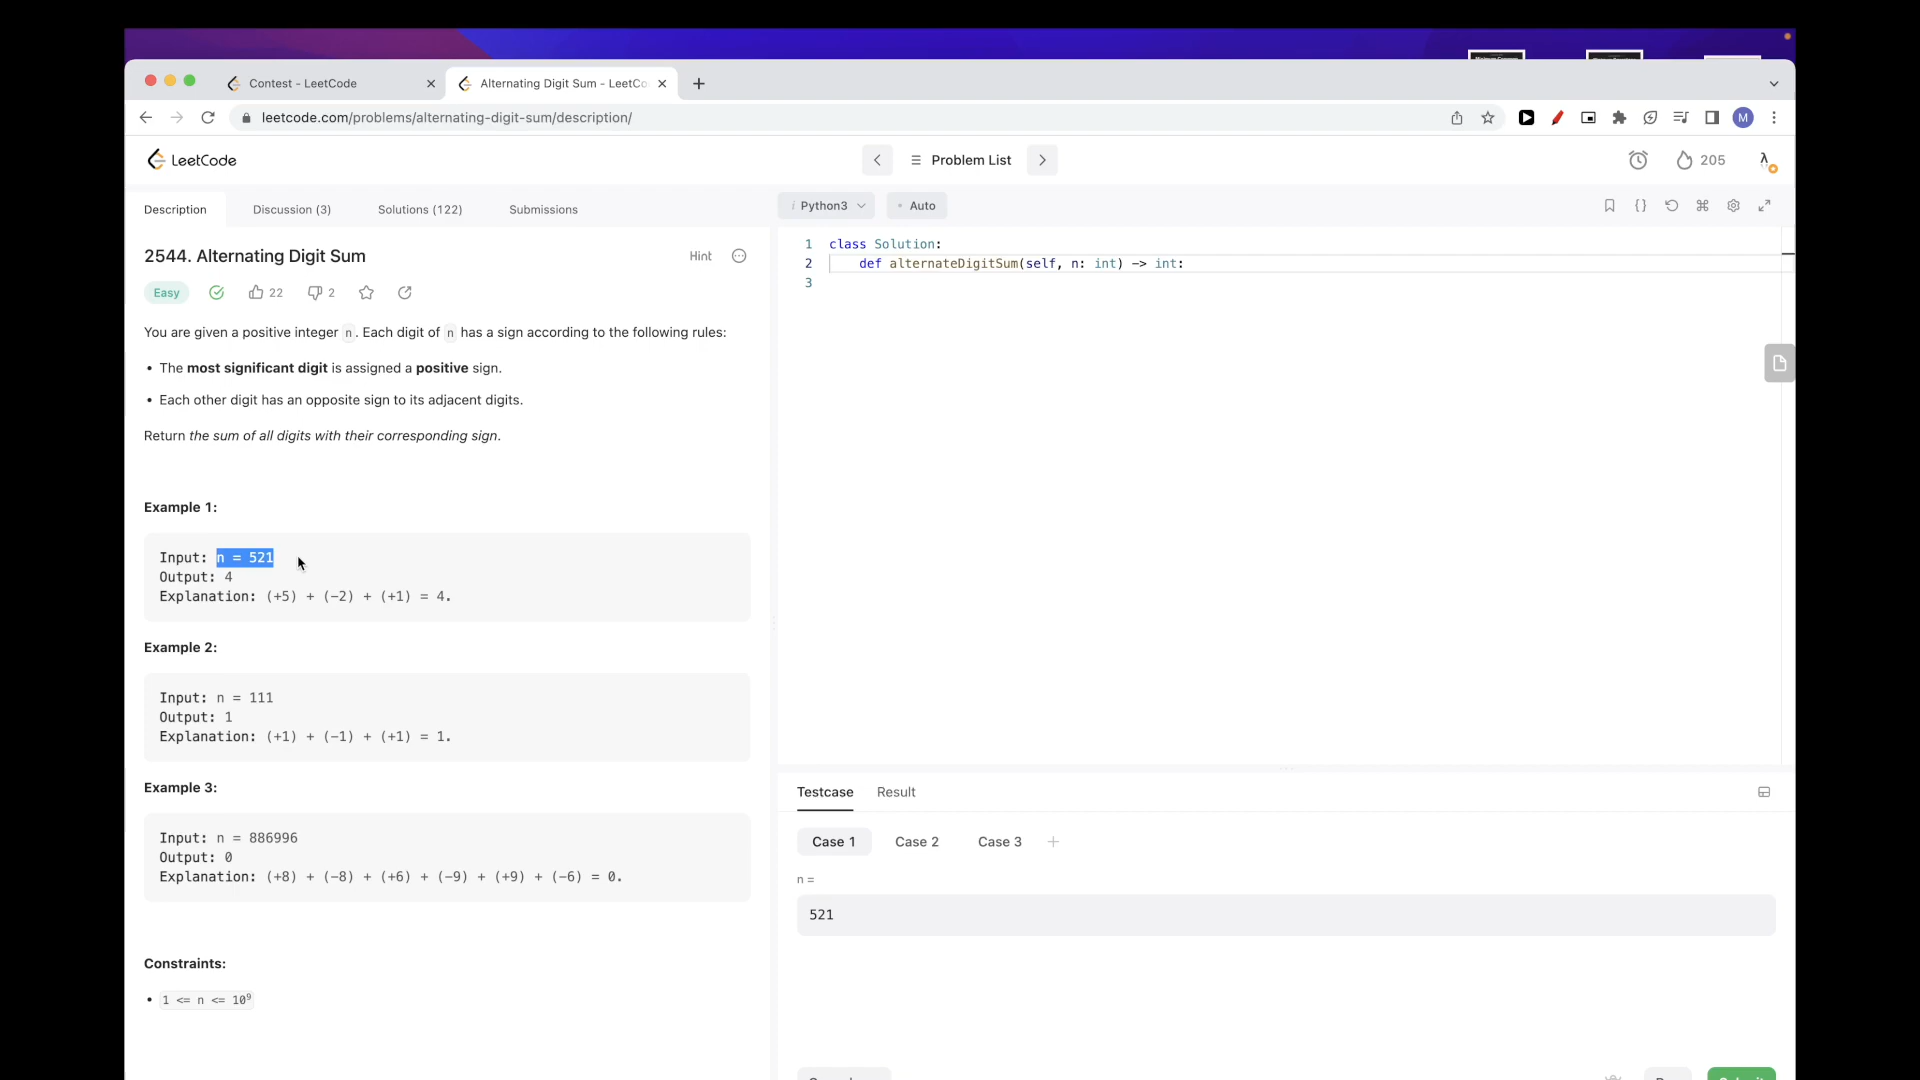 Contest - LeetCode
Alternating Digit Sum - LeetCo
leetcode.com/problems/alternating-digit-sum/description/
M
LeetCode
Problem List
205
Description
Discussion (3)
Solutions (122)
Submissions
Python3
Auto
2544. Alternating Digit Sum
Hint
Easy
22
2
You are given a positive integer n. Each digit of n has a sign according to the following rules:
• The most significant digit is assigned a positive sign.
• Each other digit has an opposite sign to its adjacent digits.
Return the sum of all digits with their corresponding sign.
Example 1:
Input: n = 521
Output: 4
Explanation: (+5) + (-2) + (+1) = 4.
Example 2:
Input: n = 111
Output: 1
Explanation: (+1) + (-1) + (+1) = 1.
Example 3:
Input: n = 886996
Output: 0
Explanation: (+8) + (-8) + (+6) + (-9) + (+9) + (-6) = 0.
Constraints:
• 1 <= n <= 10⁹
1 class Solution:
2 def alternateDigitSum(self, n: int) -> int:
3
Testcase
Result
Case 1
Case 2
Case 3
n =
521